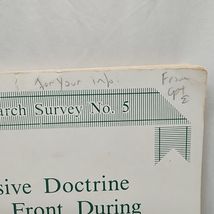 for your info.
From
arch Survey No. 5
sive Doctrine
Front During